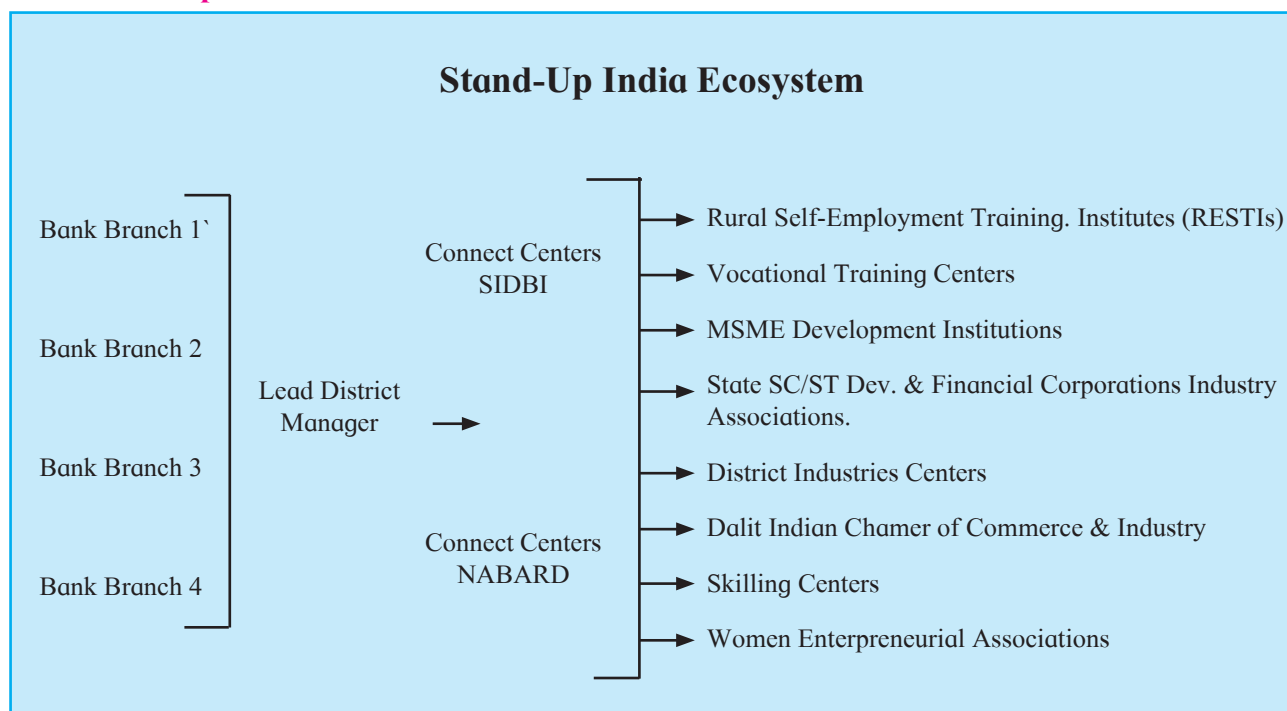 Stand-Up India Ecosystem
Bank Branch 1`
Bank Branch 2
Bank Branch 3
Bank Branch 4
Lead District
Manager
Connect Centers
SIDBI
Connect Centers
NABARD
Rural Self-Employment Training. Institutes (RESTIs)
Vocational Training Centers
MSME Development Institutions
State SC/ST Dev. & Financial Corporations Industry
Associations.
District Industries Centers
Dalit Indian Chamer of Commerce & Industry
Skilling Centers
Women Enterpreneurial Associations